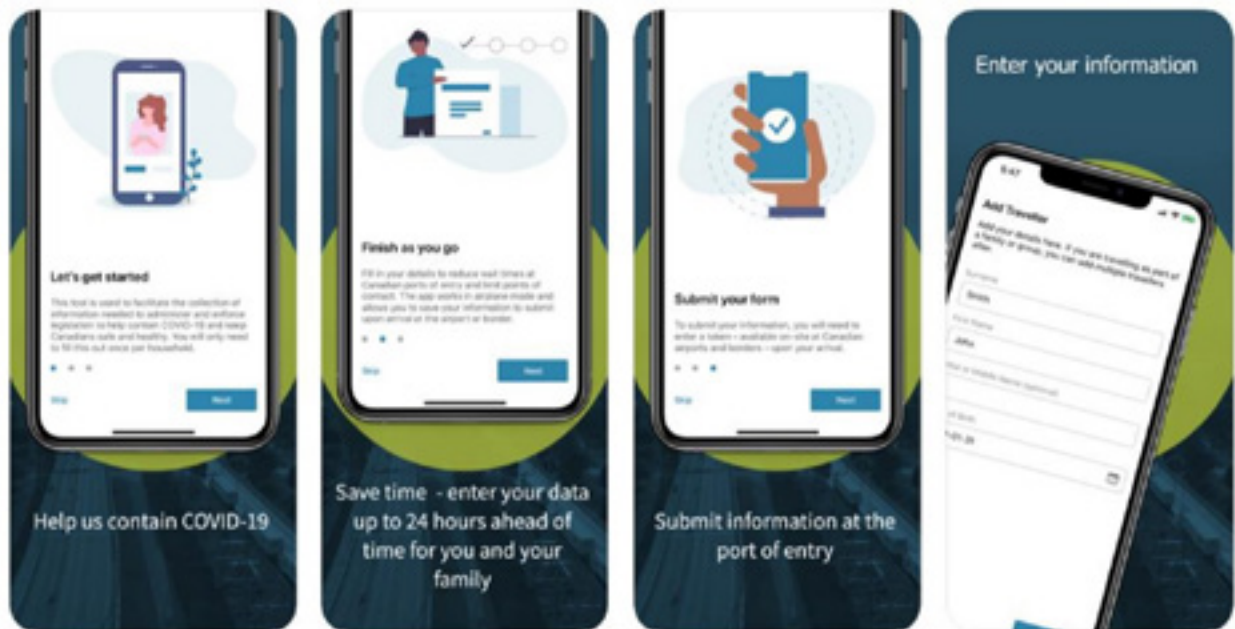 Let's get started
This tool is used to facilitate the collection of
information needed to administer and enforce
legislation to help contain COVID-19 and keep
Canadians safe and healthy. You will only need
to fill this out once per household.
Skip
Next
Help us contain COVID-19
Finish as you go
Fill in your details to reduce wait times at
Canadian ports of entry and limit points of
contact. The app works in airplane mode and
allows you to save your information to submit
upon arrival at the airport or border.
Skip
Next
Save time - enter your data
up to 24 hours ahead of
time for you and your
family
Submit your form
To submit your information, you will need to
enter a token - available on-site at Canadian
airports and borders - upon your arrival.
Skip
Next
Submit information at the
port of entry
Enter your information
9:47
Add Traveller
Add your details here. If you are travelling as part of
a family or group, you can add multiple travellers
after.
Surname
Smith
First Name
John
or Middle Name (optional)
of Birth